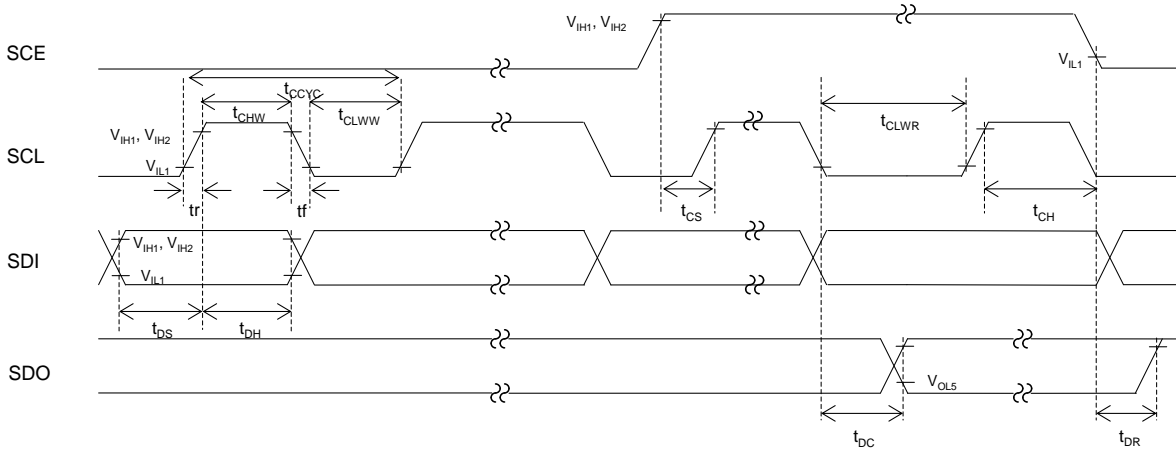 V_IH1, V_IH2
SCE
V_IL1
t_CCYC
t_CHW
t_CLWW
t_CLWR
V_IH1, V_IH2
SCL
V_IL1
tr
tf
t_CS
t_CH
V_IH1, V_IH2
SDI
V_IL1
t_DS
t_DH
SDO
V_OL5
t_DC
t_DR